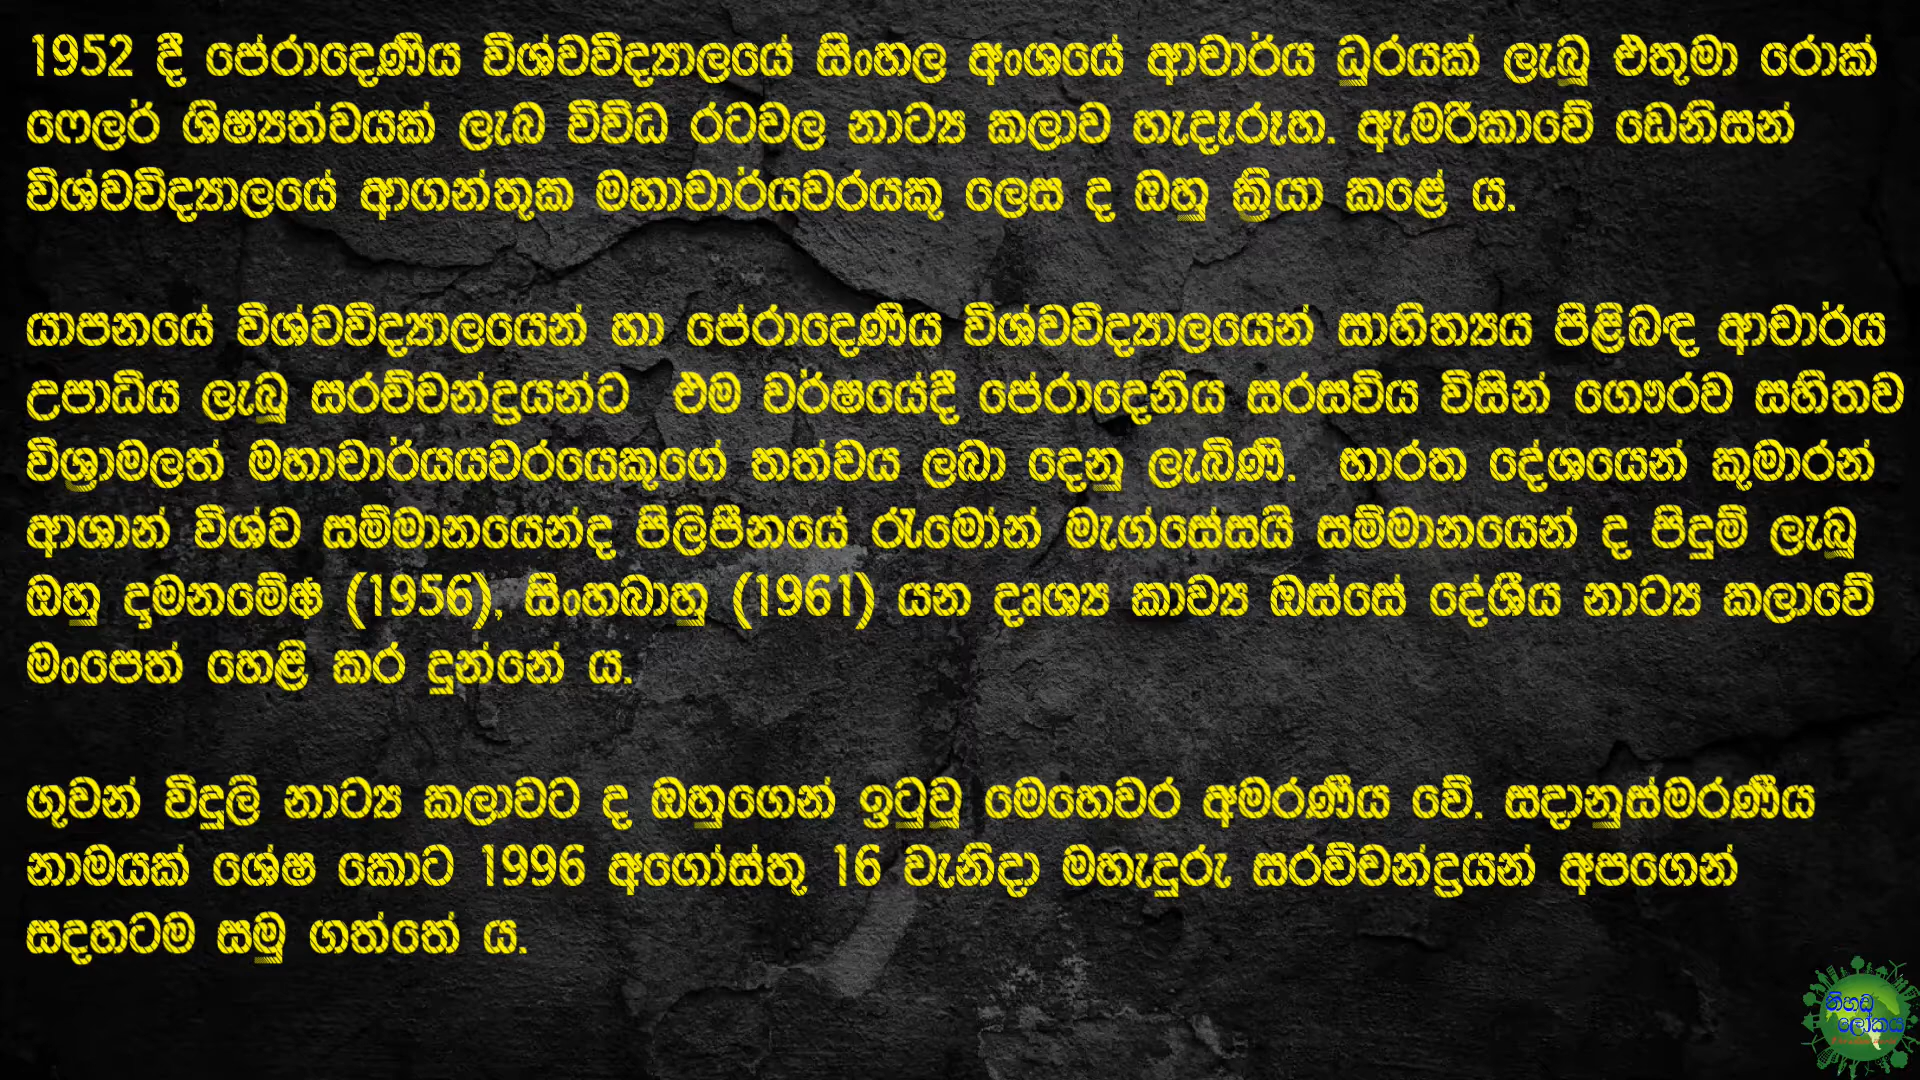 1952 දී පේරාදෙණිය විශ්වවිද්‍යාලයේ සිංහල අංශයේ ආචාර්ය ධූරයක් ලැබූ එතුමා රොක්
ෆෙලර් ශිෂ්‍යත්වයක් ලැබ විවිධ රටවල නාට්‍ය කලාව හැදෑරූහ. ඇමරිකාවේ ඩෙනිසන්
විශ්වවිද්‍යාලයේ ආගන්තුක මහාචාර්යවරයකු ලෙස ද ඔහු ක්‍රියා කළේ ය.
යාපනයේ විශ්වවිද්‍යාලයෙන් හා පේරාදෙණිය විශ්වවිද්‍යාලයෙන් සාහිත්‍යය පිළිබඳ ආචාර්ය
උපාධිය ලැබූ සරච්චන්ද්‍රයන්ට එම වර්ෂයේදී පේරාදෙනිය සරසවිය විසින් ගෞරව සහිතව
විශ්‍රාමලත් මහාචාර්යයවරයෙකුගේ තත්වය ලබා දෙනු ලැබිණි. භාරත දේශයෙන් කුමාරන්
ආශාන් විශ්ව සම්මානයෙන්ද පිලිපීනයේ රැමෝන් මැග්සේසයි සම්මානයෙන් ද පිදුම් ලැබූ
ඔහු (1956), සිංහබාහු (1961) යන දෘශ්‍ය කාව්‍ය ඔස්සේ දේශීය නාට්‍ය කලාවේ
මංපෙත් හෙළි කර දුන්නේ ය.
ගුවන් විදුලි නාට්‍ය කලාවට ද ඔහුගෙන් ඉටුවූ මෙහෙවර අමරණීය වේ. සදානුස්මරණීය
නාමයක් ශේෂ කොට 1996 අගෝස්තු 16 වැනිදා මහැදුරු සරච්චන්ද්‍රයන් අපගෙන්
සදහටම සමු ගත්තේ ය.
නිහඬ
ලෝකය